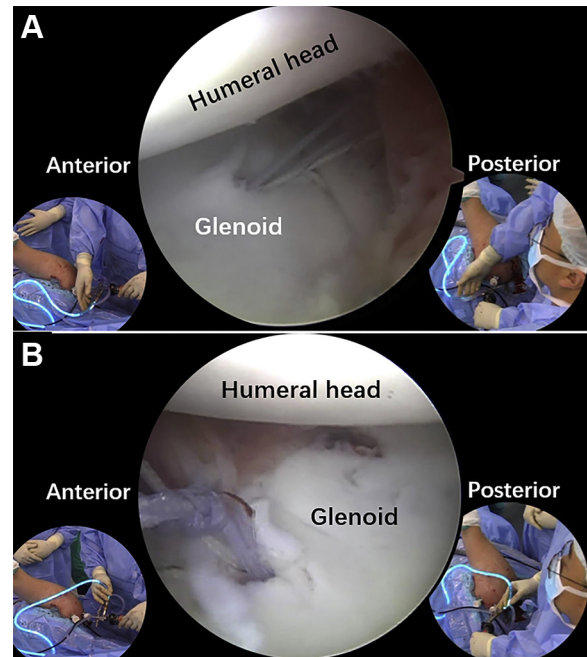 A
Humeral head
Anterior
Posterior
Glenoid
B
Humeral head
Anterior
Posterior
Glenoid